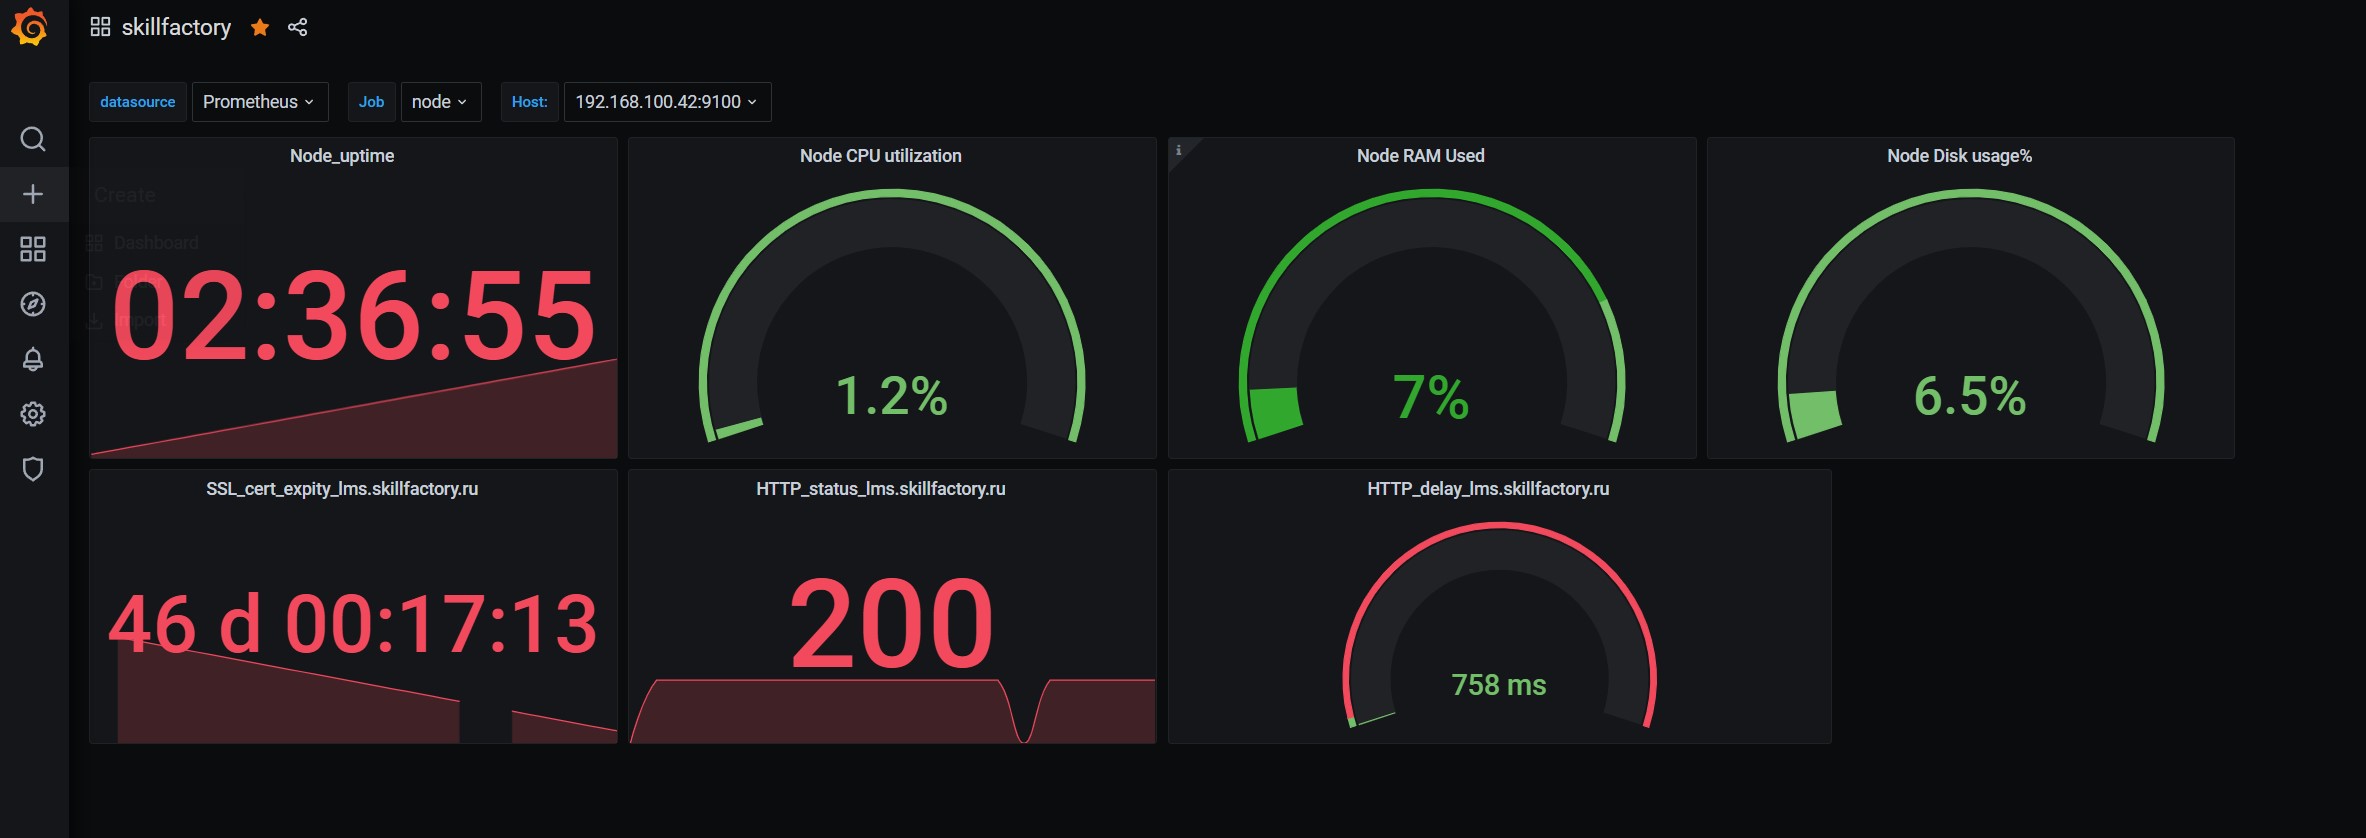 skillfactory
datasource Prometheus Job node Host: 192.168.100.42:9100
Node_uptime
Create
Dashboard
Folder
Import
02:36:55
Node CPU utilization
1.2%
Node RAM Used
7%
Node Disk usage%
6.5%
SSL_cert_expity_lms.skillfactory.ru
46 d 00:17:13
HTTP_status_lms.skillfactory.ru
200
HTTP_delay_lms.skillfactory.ru
758 ms